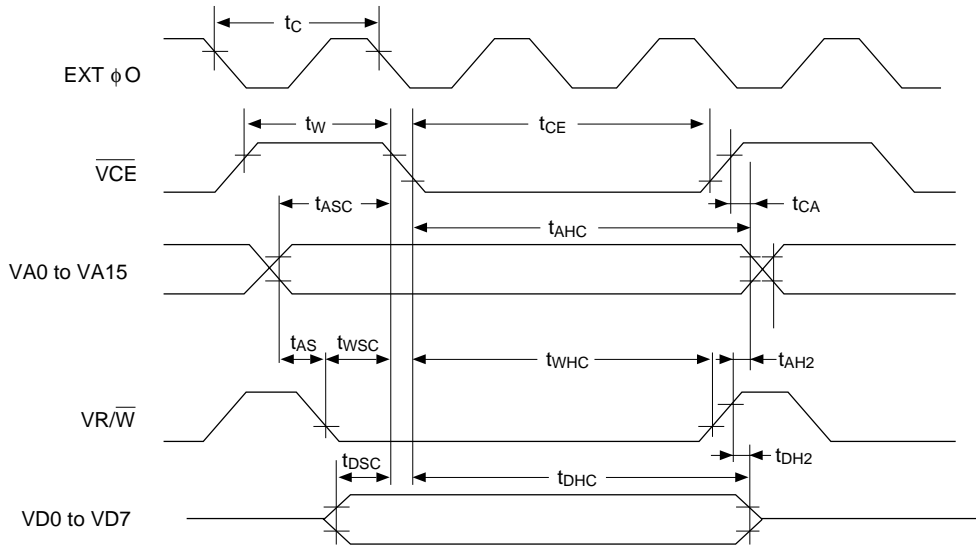 tC
EXT ϕO
tW
tCE
V̅C̅E̅
tASC
tCA
tAHC
VA0 to VA15
tAS
tWSC
tWHC
tAH2
VR/W̅
tDSC
tDH2
tDHC
VD0 to VD7